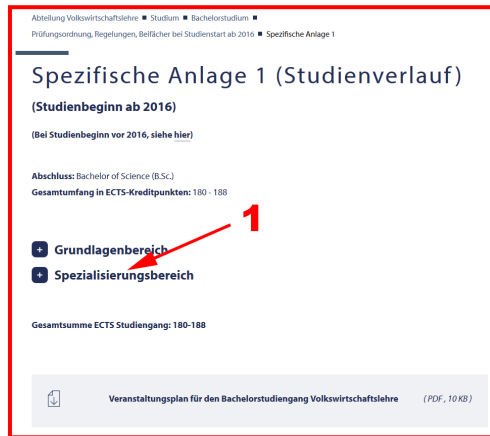 Abteilung Volkswirtschaftslehre ■ Studium ■ Bachelorstudium ■
Prüfungsordnung, Regelungen, Beifächer bei Studienstart ab 2016 ■ Spezifische Anlage 1
Spezifische Anlage 1 (Studienverlauf)
(Studienbeginn ab 2016)
(Bei Studienbeginn vor 2016, siehe hier)
Abschluss: Bachelor of Science (B.Sc.)
Gesamtumfang in ECTS-Kreditpunkten: 180 - 188
1
+ Grundlagenbereich
+ Spezialisierungsbereich
Gesamtsumme ECTS Studiengang: 180-188
Veranstaltungsplan für den Bachelorstudiengang Volkswirtschaftslehre (PDF, 10 KB)